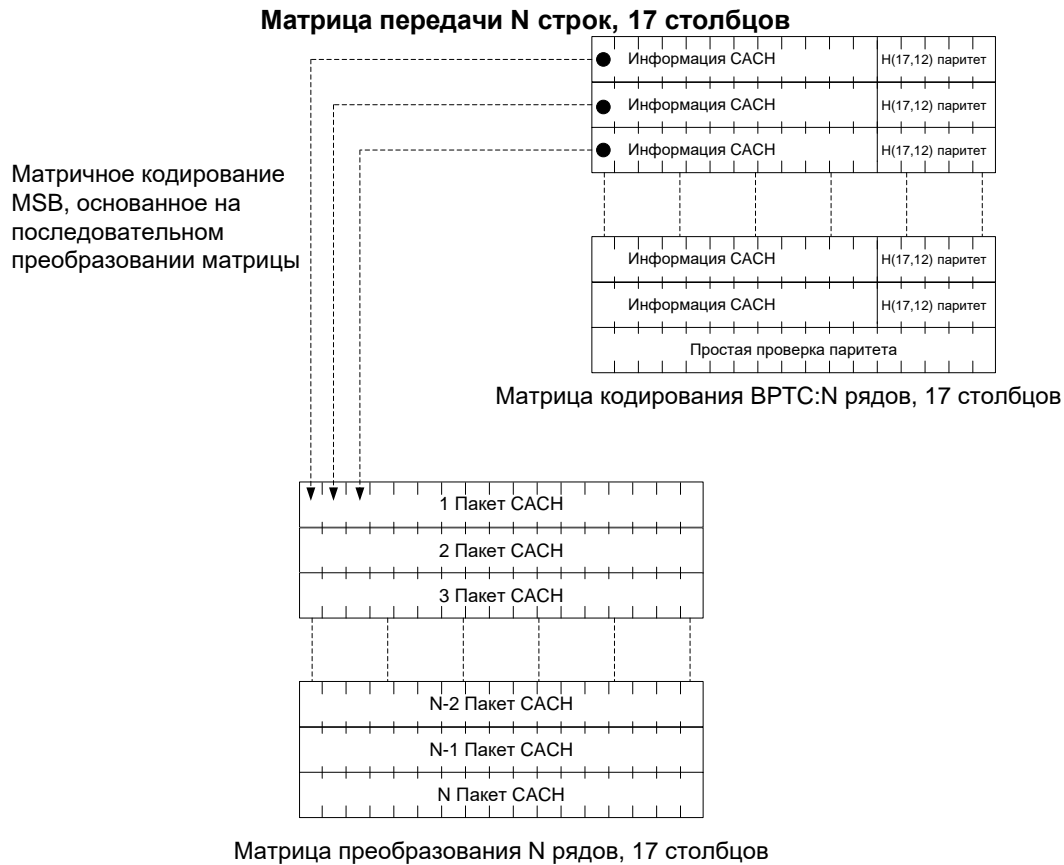 Матрица передачи N строк, 17 столбцов
Информация CACH
H(17,12) паритет
Информация CACH
H(17,12) паритет
Информация CACH
H(17,12) паритет
Матричное кодирование
MSB, основанное на
последовательном
преобразовании матрицы
Информация CACH
H(17,12) паритет
Информация CACH
H(17,12) паритет
Простая проверка паритета
Матрица кодирования BPTC:N рядов, 17 столбцов
1 Пакет CACH
2 Пакет CACH
3 Пакет CACH
N-2 Пакет CACH
N-1 Пакет CACH
N Пакет CACH
Матрица преобразования N рядов, 17 столбцов